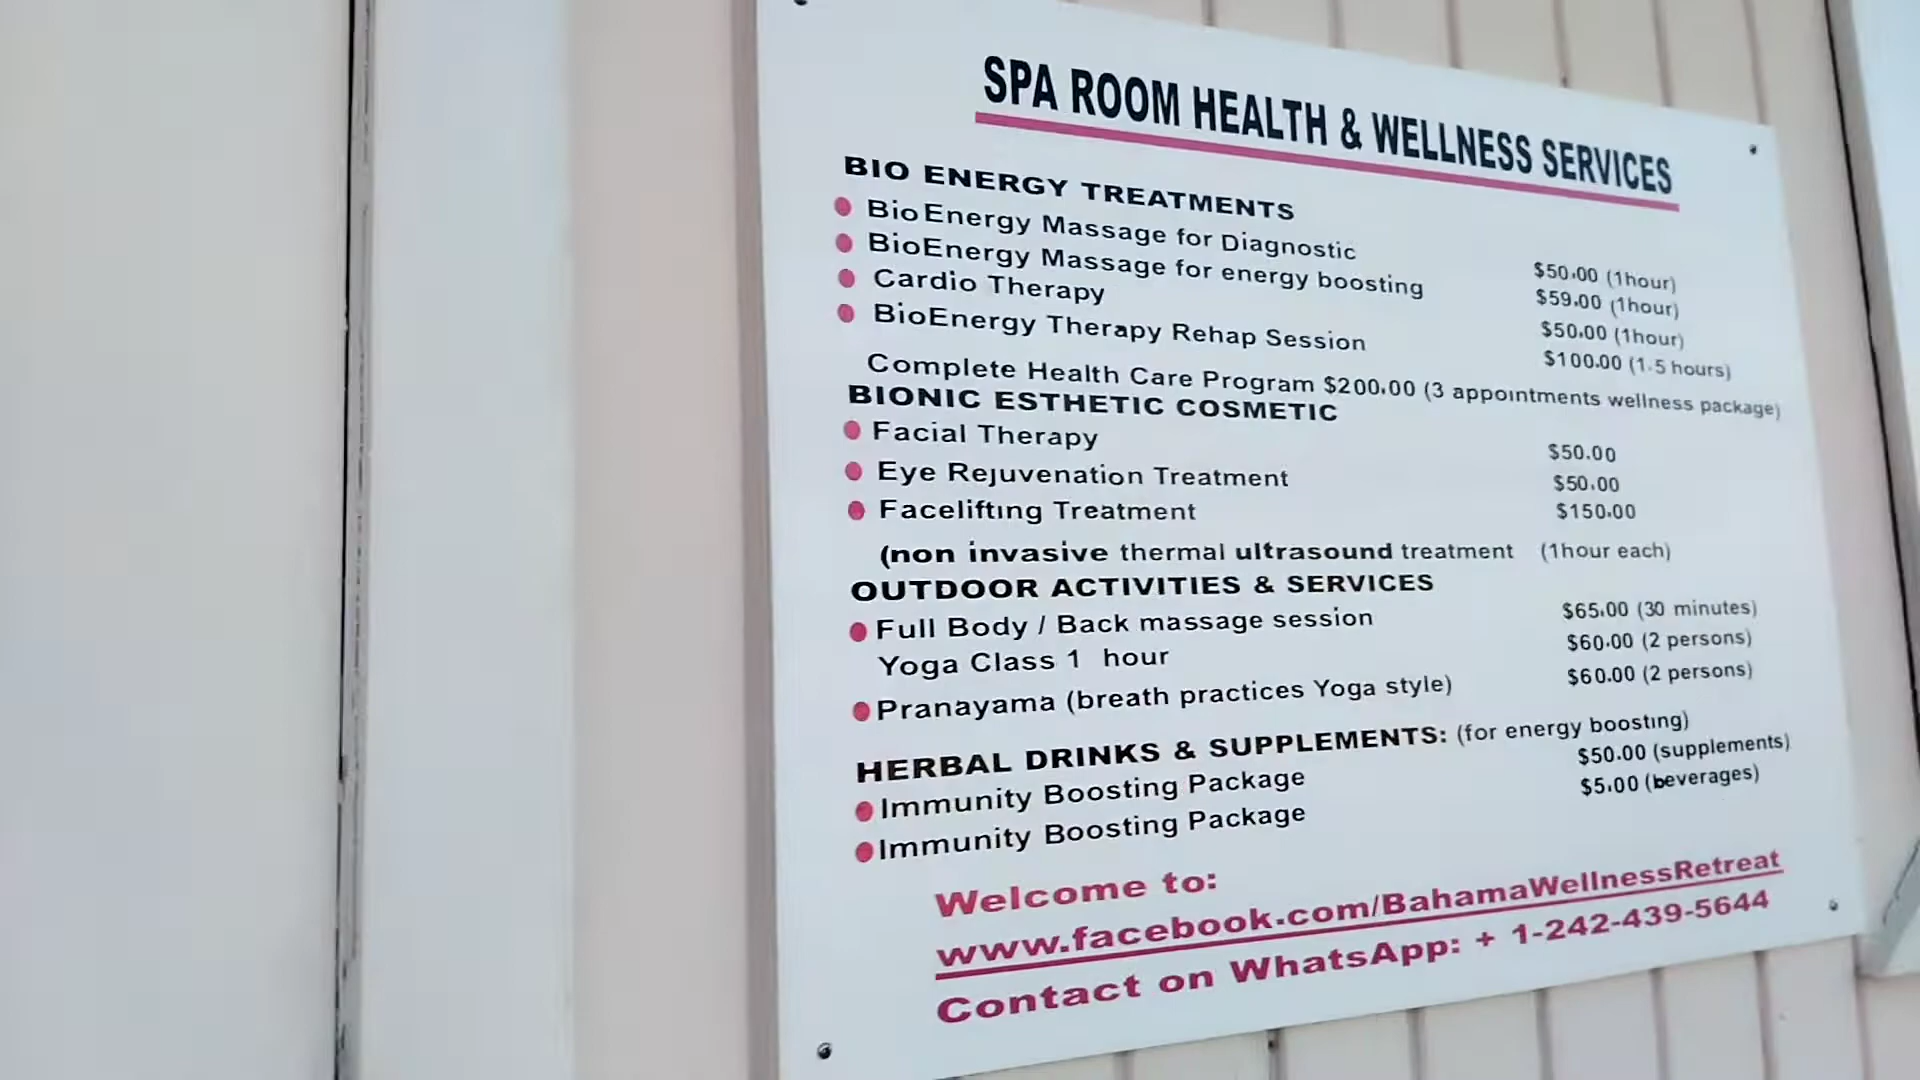 SPA ROOM HEALTH & WELLNESS SERVICES
BIO ENERGY TREATMENTS
BioEnergy Massage for Diagnostic $50.00 (1hour)
BioEnergy Massage for energy boosting $59.00 (1hour)
Cardio Therapy $50.00 (1hour)
BioEnergy Therapy Rehap Session $100.00 (1-5 hours)
Complete Health Care Program $200.00 (3 appointments wellness package)
BIONIC ESTHETIC COSMETIC
Facial Therapy $50.00
Eye Rejuvenation Treatment $50.00
Facelifting Treatment $150.00
(non invasive thermal ultrasound treatment (1hour each)
OUTDOOR ACTIVITIES & SERVICES
Full Body / Back massage session $65.00 (30 minutes)
Yoga Class 1 hour $60.00 (2 persons)
Pranayama (breath practices Yoga style) $60.00 (2 persons)
HERBAL DRINKS & SUPPLEMENTS: (for energy boosting)
Immunity Boosting Package $50.00 (supplements)
Immunity Boosting Package $5.00 (beverages)
Welcome to:
www.facebook.com/BahamaWellnessRetreat
Contact on WhatsApp: + 1-242-439-5644